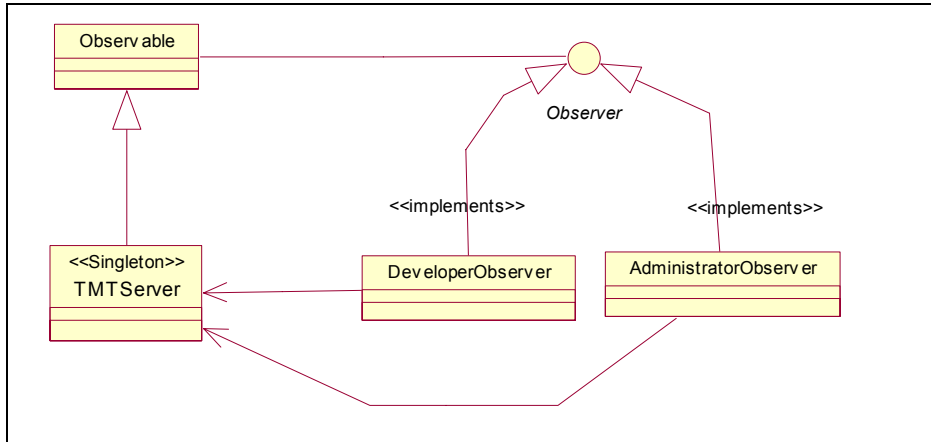 Observable
Observer
<<implements>>
<<implements>>
<<Singleton>>
TMTServer
DeveloperObserver
AdministratorObserver